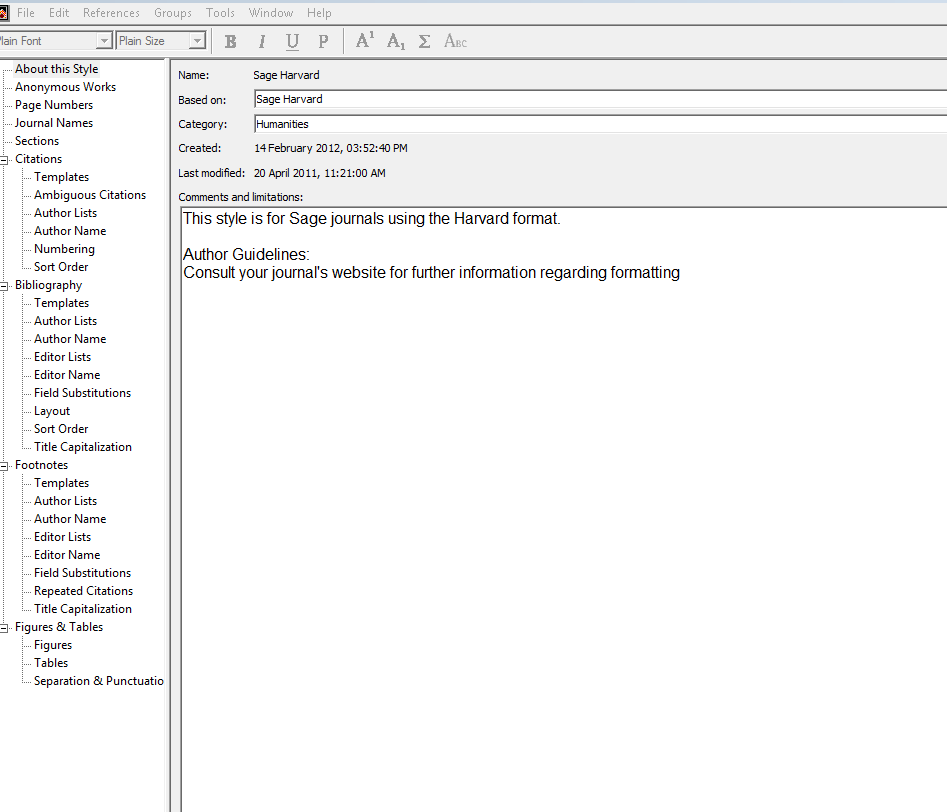 File Edit References Groups Tools Window Help
lain Font Plain Size B I U P A1 A1 Σ ABC
About this Style
Anonymous Works
Page Numbers
Journal Names
Sections
Citations
Templates
Ambiguous Citations
Author Lists
Author Name
Numbering
Sort Order
Bibliography
Templates
Author Lists
Author Name
Editor Lists
Editor Name
Field Substitutions
Layout
Sort Order
Title Capitalization
Footnotes
Templates
Author Lists
Author Name
Editor Lists
Editor Name
Field Substitutions
Repeated Citations
Title Capitalization
Figures & Tables
Figures
Tables
Separation & Punctuatio
Name: Sage Harvard
Based on: Sage Harvard
Category: Humanities
Created: 14 February 2012, 03:52:40 PM
Last modified: 20 April 2011, 11:21:00 AM
Comments and limitations:
This style is for Sage journals using the Harvard format.
Author Guidelines:
Consult your journal's website for further information regarding formatting